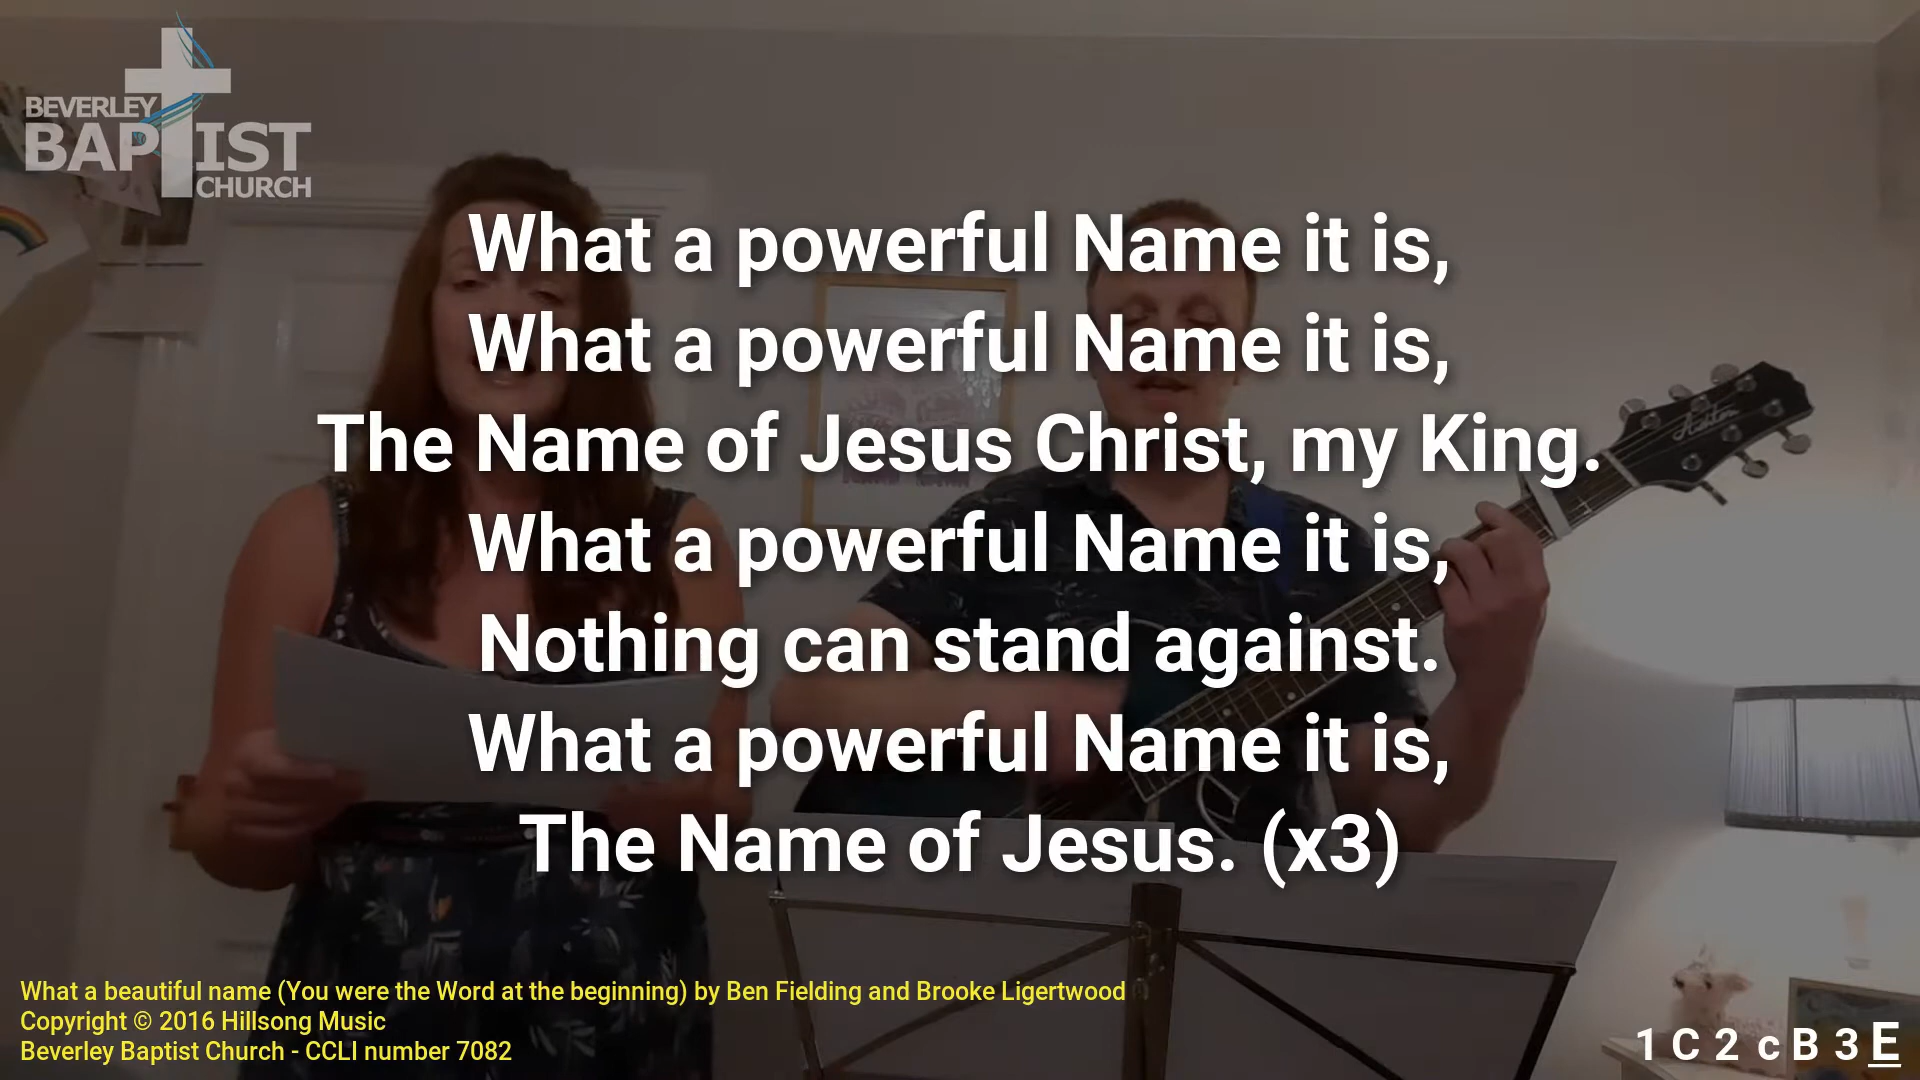 BEVERLEY
BAPTIST
CHURCH
What a powerful Name it is,
What a powerful Name it is,
The Name of Jesus Christ, my King.
What a powerful Name it is,
Nothing can stand against.
What a powerful Name it is,
The Name of Jesus. (x3)
Ashton
What a beautiful name (You were the Word at the beginning) by Ben Fielding and Brooke Ligertwood
Copyright © 2016 Hillsong Music
Beverley Baptist Church - CCLI number 7082
1 C 2 c B 3 E